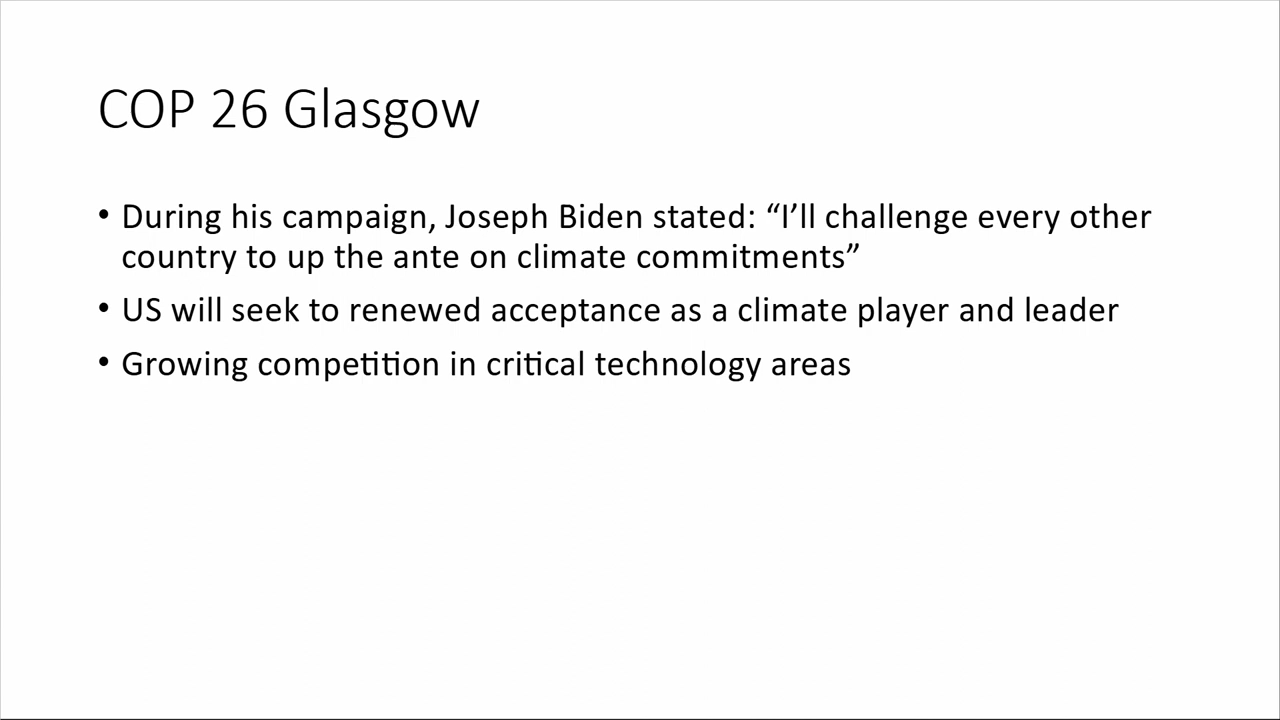 COP 26 Glasgow
• During his campaign, Joseph Biden stated: “I’ll challenge every other
country to up the ante on climate commitments”
• US will seek to renewed acceptance as a climate player and leader
• Growing competition in critical technology areas